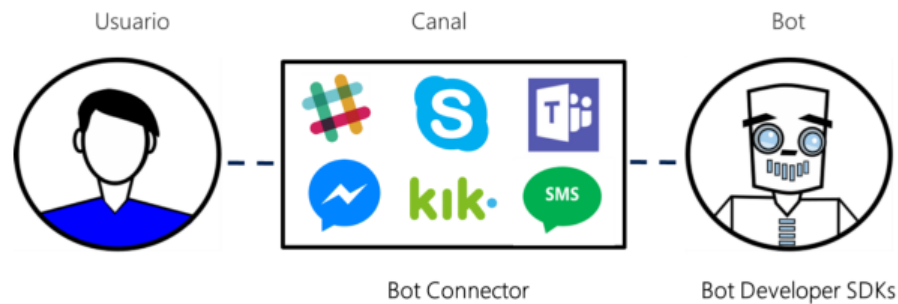 Usuario
Canal
Bot
S
T
kik
SMS
Bot Connector
Bot Developer SDKs